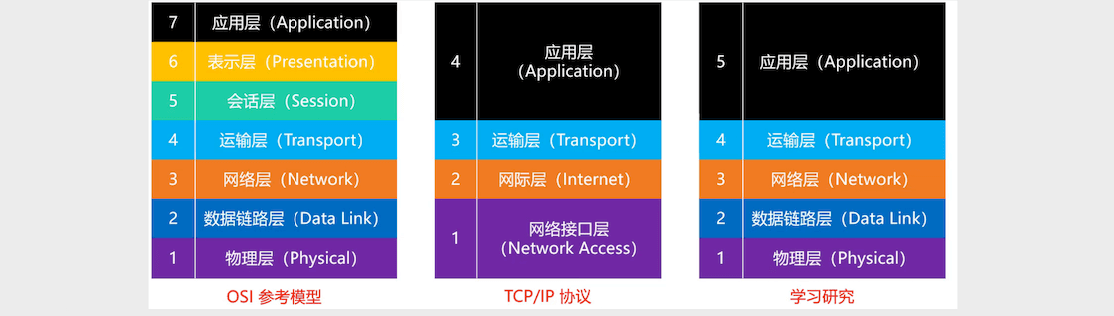 7 应用层（Application）
6 表示层（Presentation）
5 会话层（Session）
4 运输层（Transport）
3 网络层（Network）
2 数据链路层（Data Link）
1 物理层（Physical）
OSI 参考模型
4 应用层
（Application）
3 运输层（Transport）
2 网际层（Internet）
1 网络接口层
（Network Access）
TCP/IP 协议
5 应用层（Application）
4 运输层（Transport）
3 网络层（Network）
2 数据链路层（Data Link）
1 物理层（Physical）
学习研究